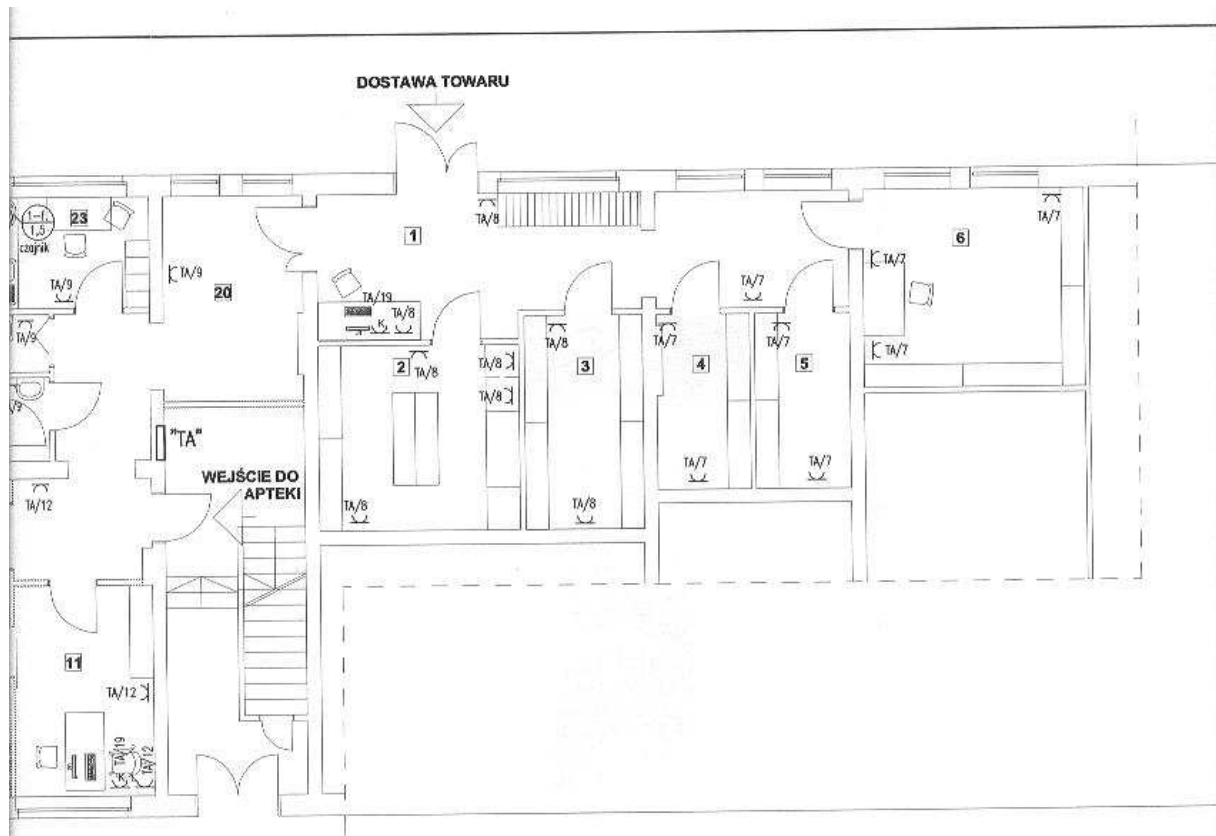 DOSTAWA TOWARU
1-f.
1,5
czajnik
23
TA/9
TA/9
20
TA/8
1
TA/19
K
TA/8
TA/7
6
TA/7
TA/7
TA/7
TA/9
2
TA/8
TA/8
TA/8
TA/8
3
TA/8
TA/7
4
TA/7
TA/7
5
TA/7
"TA"
WEJŚCIE DO
APTEKI
TA/12
TA/8
11
TA/12
TA/19
K
TA/12